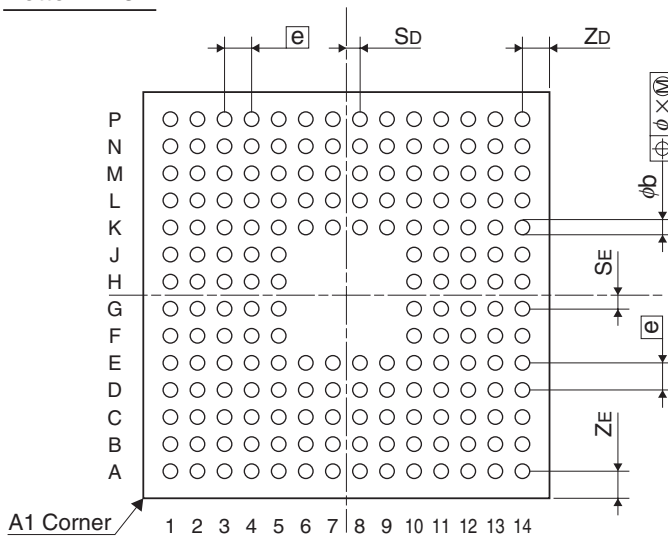 e
SD
ZD
ϕ × Ⓜ
ϕb
P
N
M
L
K
J
H
G
F
E
D
C
B
A
SE
e
ZE
A1 Corner
1 2 3 4 5 6 7 8 9 10 11 12 13 14